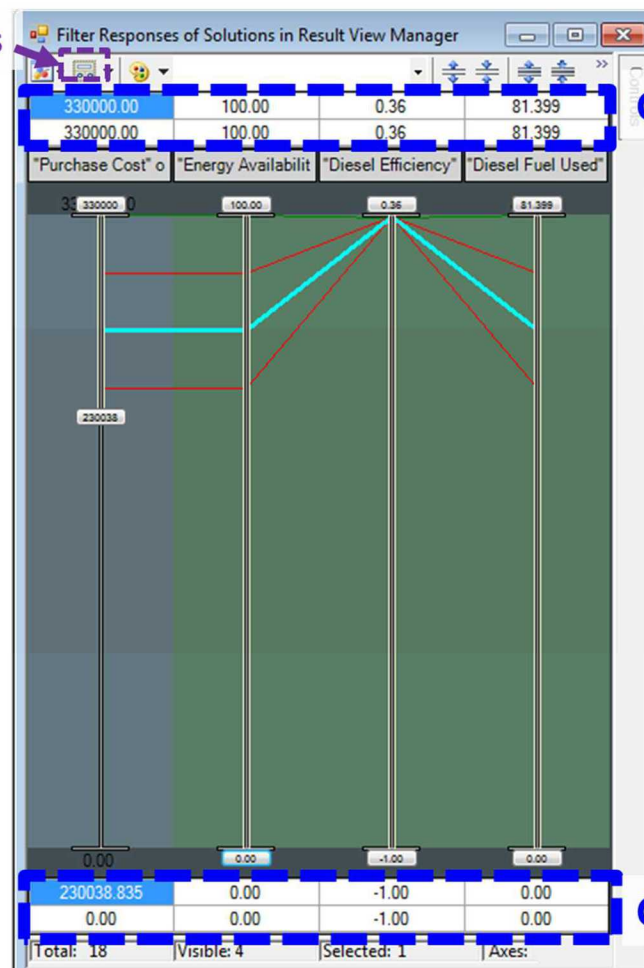 s
Filter Responses of Solutions in Result View Manager
330000.00 100.00 0.36 81.399
330000.00 100.00 0.36 81.399
"Purchase Cost" o "Energy Availabilit "Diesel Efficiency" "Diesel Fuel Used"
330000 100.00 0.36 81.399
230038
0.00 0.00 -1.00 0.00
230038.835 0.00 -1.00 0.00
0.00 0.00 -1.00 0.00
Total: 18 Visible: 4 Selected: 1 Axes:
Controls